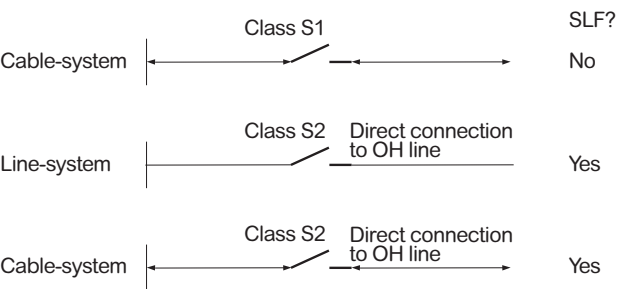 SLF?
Class S1
Cable-system No
Class S2 Direct connection
to OH line
Line-system Yes
Class S2 Direct connection
to OH line
Cable-system Yes